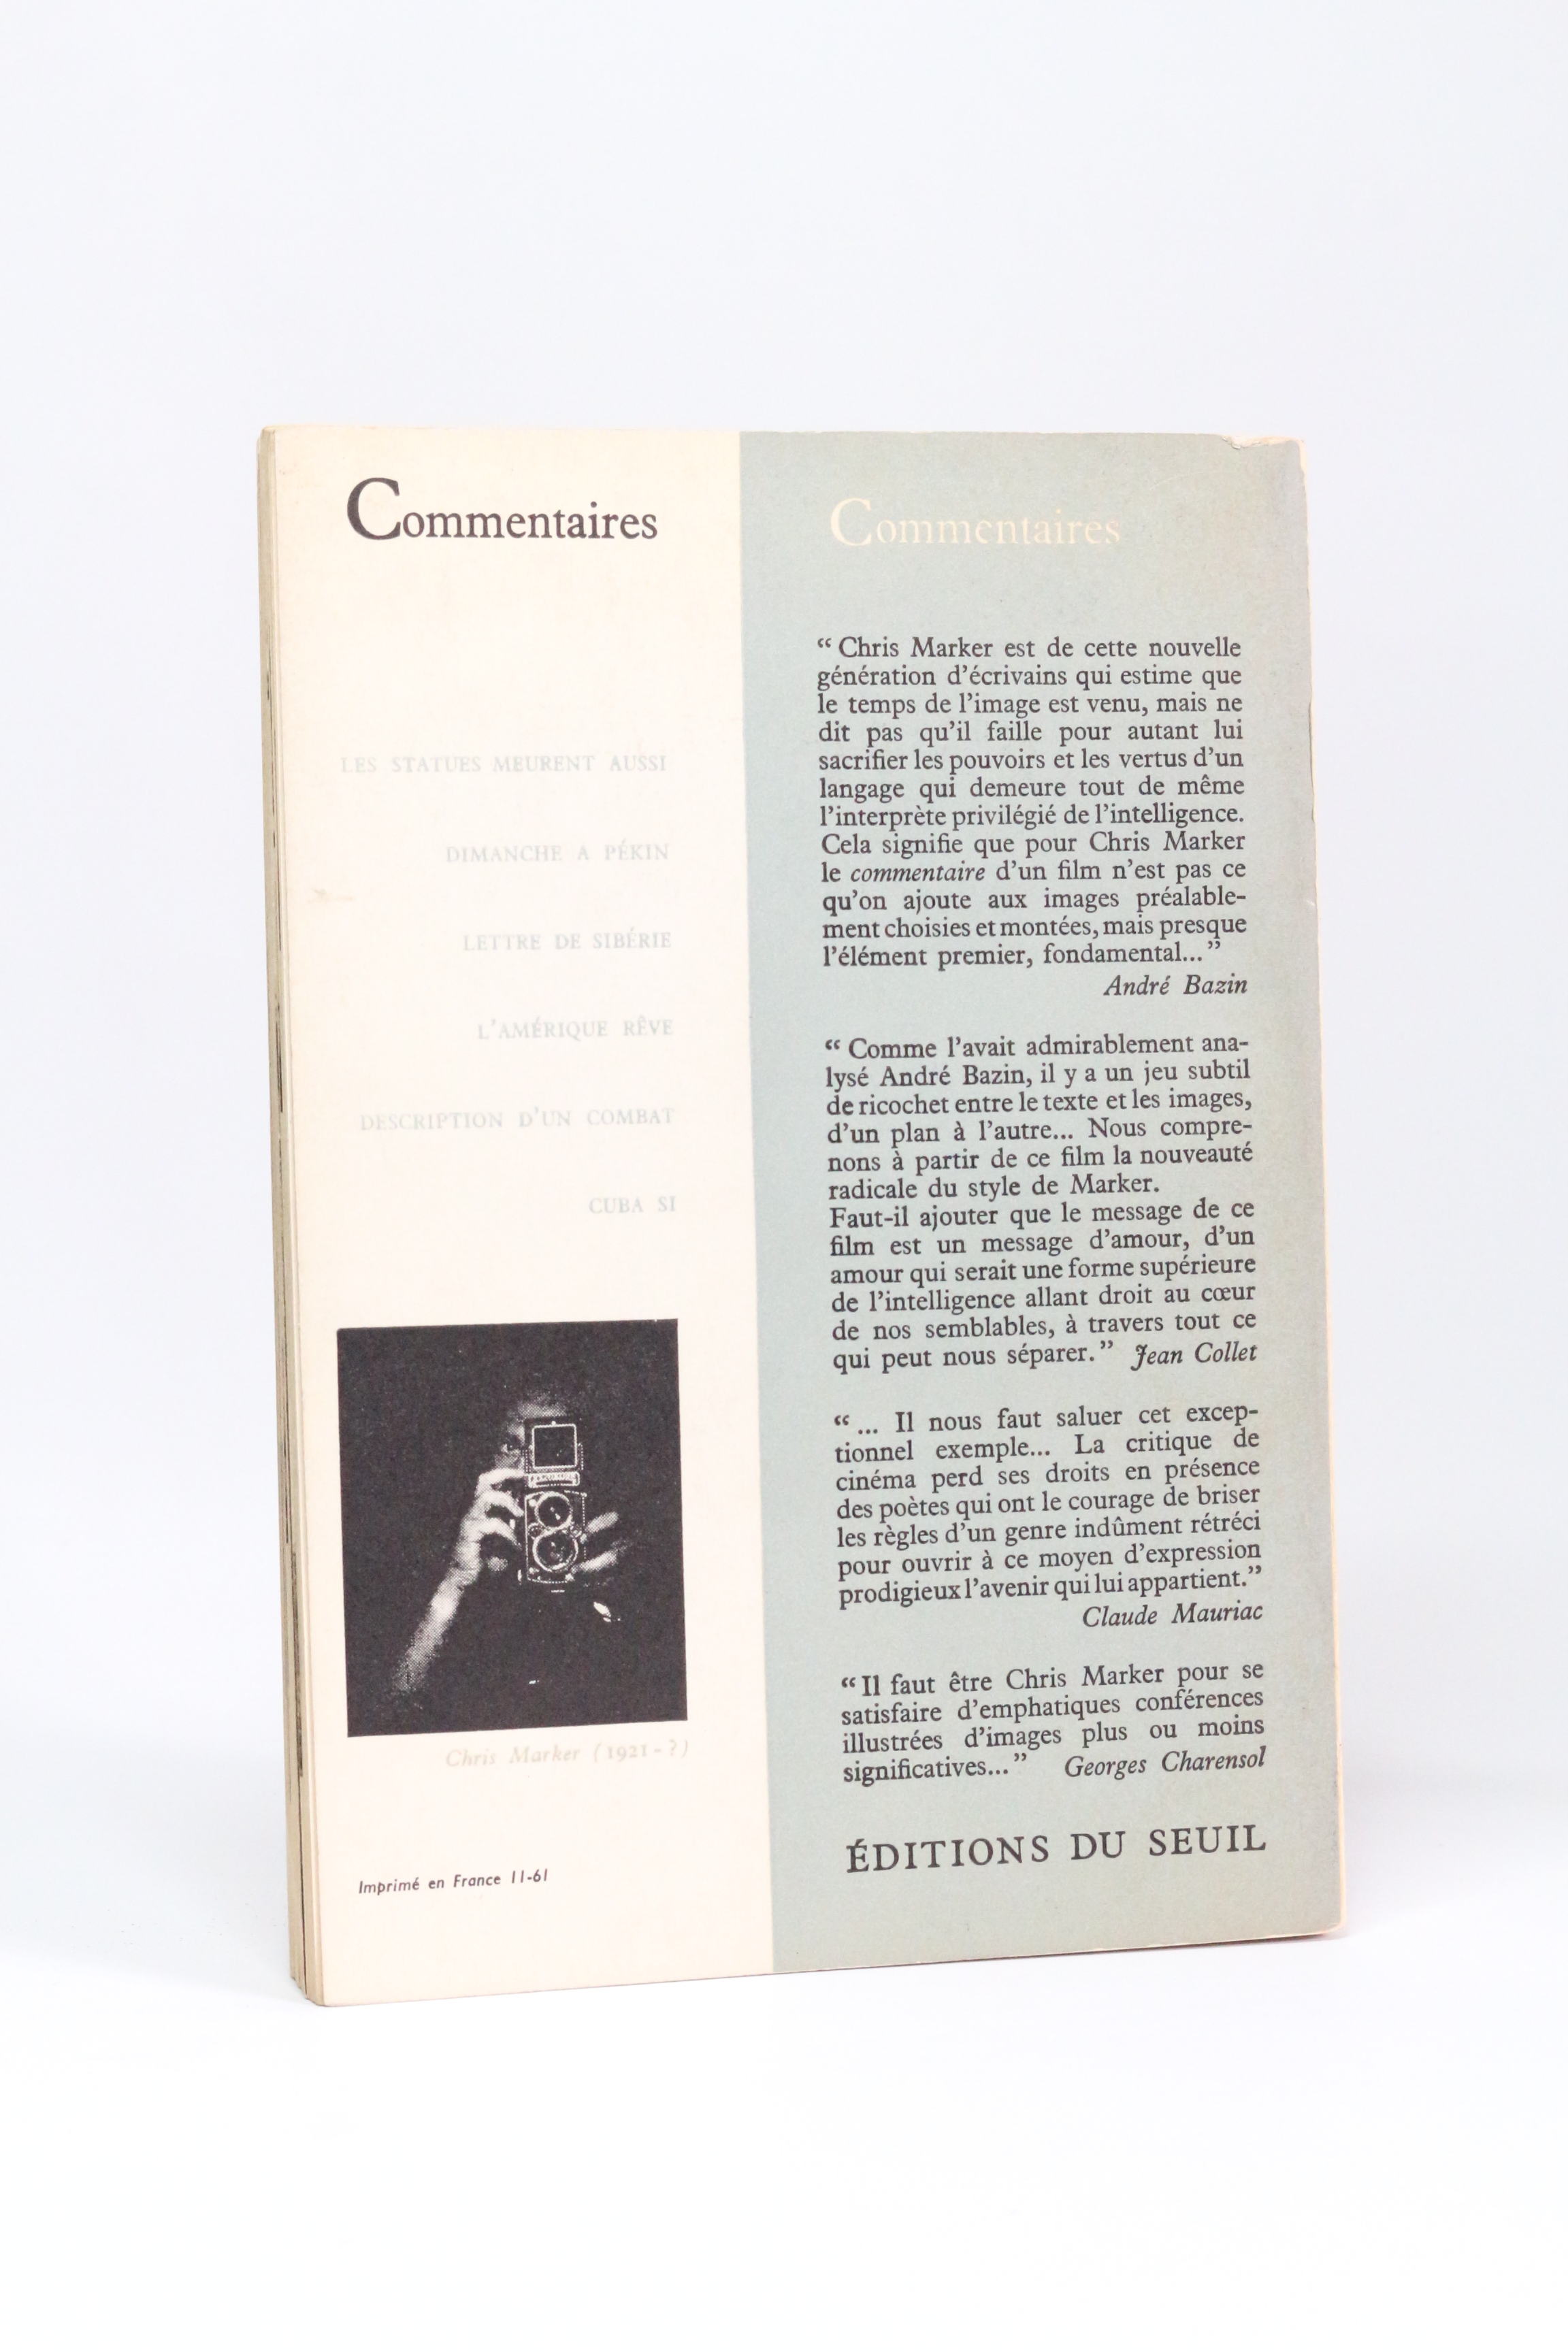 Commentaires
LES STATUES MEURENT AUSSI
DIMANCHE A PÉKIN
LETTRE DE SIBÉRIE
L'AMÉRIQUE RÊVE
DESCRIPTION D'UN COMBAT
CUBA SI
Chris Marker (1921-?)
Imprimé en France 11-61
Commentaires
“ Chris Marker est de cette nouvelle
génération d'écrivains qui estime que
le temps de l'image est venu, mais ne
dit pas qu'il faille pour autant lui
sacrifier les pouvoirs et les vertus d'un
langage qui demeure tout de même
l'interprète privilégié de l'intelligence.
Cela signifie que pour Chris Marker
le commentaire d'un film n'est pas ce
qu'on ajoute aux images préalable-
ment choisies et montées, mais presque
l'élément premier, fondamental... ”
André Bazin
“ Comme l'avait admirablement ana-
lysé André Bazin, il y a un jeu subtil
de ricochet entre le texte et les images,
d'un plan à l'autre... Nous compre-
nons à partir de ce film la nouveauté
radicale du style de Marker.
Faut-il ajouter que le message de ce
film est un message d'amour, d'un
amour qui serait une forme supérieure
de l'intelligence allant droit au cœur
de nos semblables, à travers tout ce
qui peut nous séparer. ” Jean Collet
“ ... Il nous faut saluer cet excep-
tionnel exemple... La critique de
cinéma perd ses droits en présence
des poètes qui ont le courage de briser
les règles d'un genre indûment rétréci
pour ouvrir à ce moyen d'expression
prodigieux l'avenir qui lui appartient.”
Claude Mauriac
“ Il faut être Chris Marker pour se
satisfaire d'emphatiques conférences
illustrées d'images plus ou moins
significatives... ” Georges Charensol
ÉDITIONS DU SEUIL